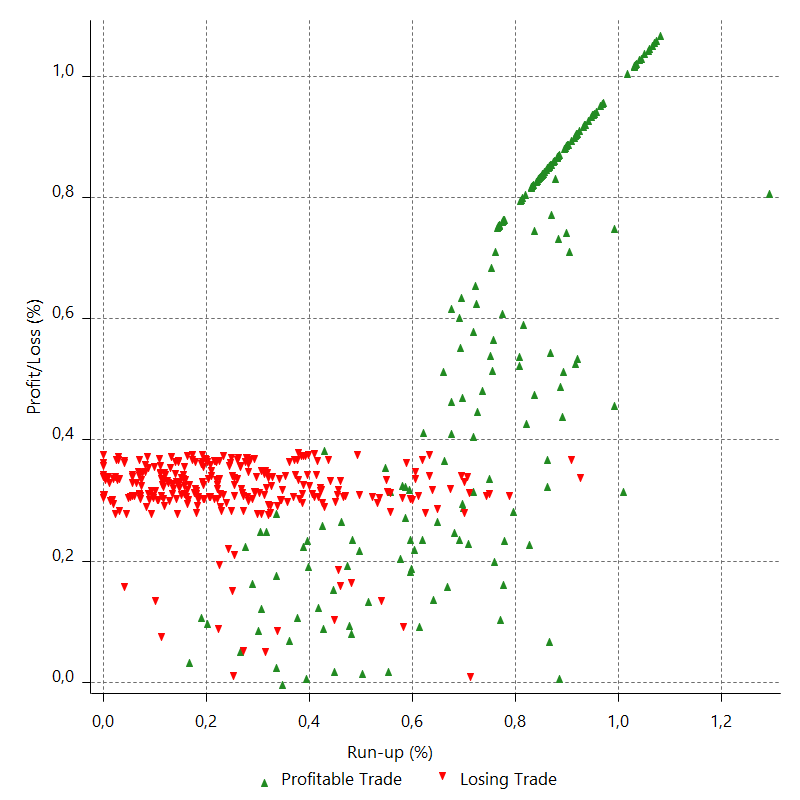 1,0
0,8
0,6
0,4
0,2
0,0
Profit/Loss (%)
0,0 0,2 0,4 0,6 0,8 1,0 1,2
Run-up (%)
Profitable Trade Losing Trade